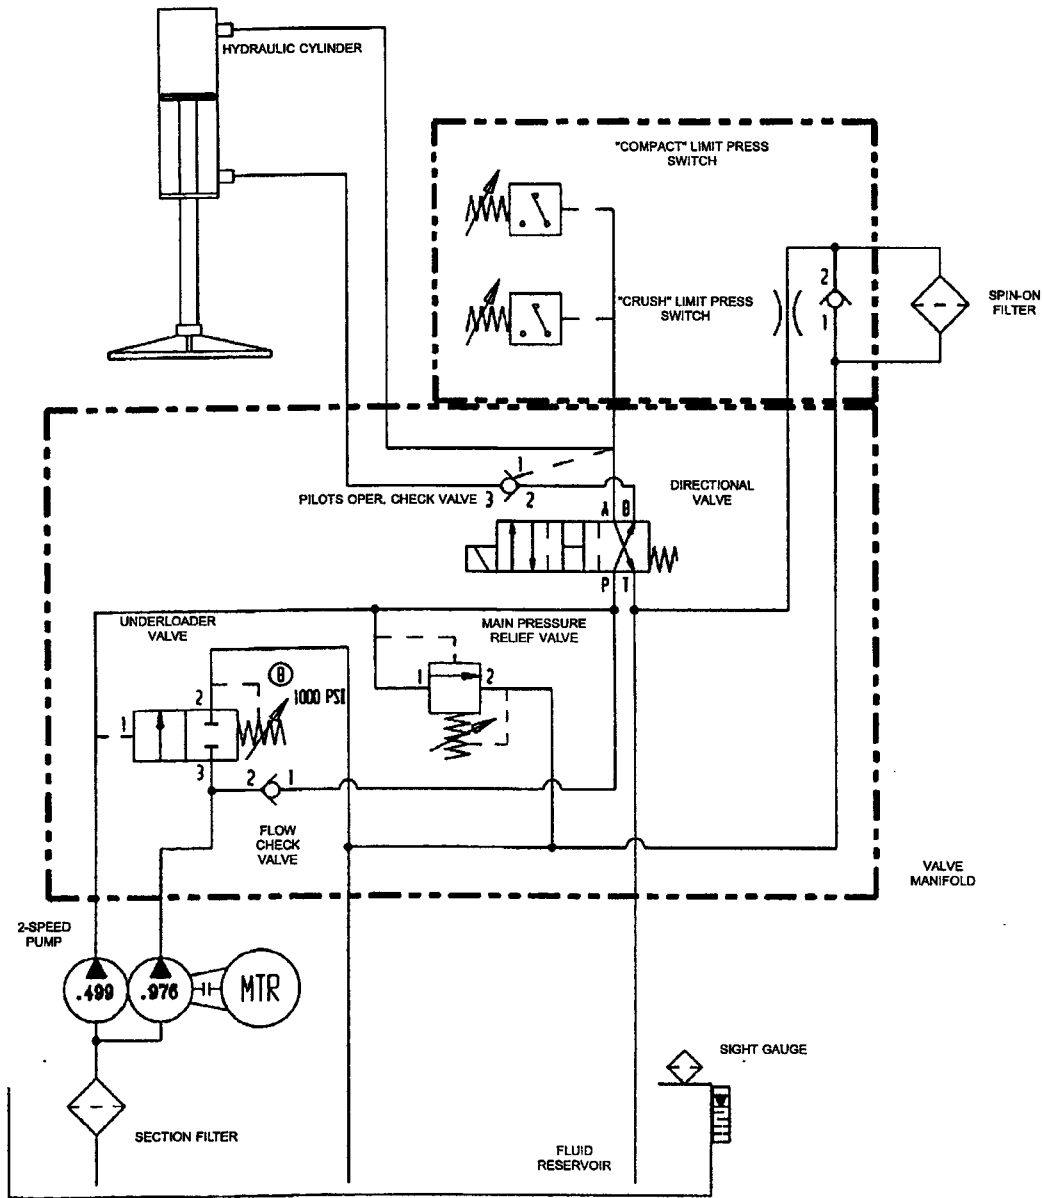 HYDRAULIC CYLINDER
"COMPACT" LIMIT PRESS
SWITCH
"CRUSH" LIMIT PRESS
SWITCH
2
1
SPIN-ON
FILTER
1
PILOTS OPER. CHECK VALVE
3
2
DIRECTIONAL
VALVE
A B
P T
UNDERLOADER
VALVE
MAIN PRESSURE
RELIEF VALVE
1
2
B
1000 PSI
2
1
3
2
1
FLOW
CHECK
VALVE
VALVE
MANIFOLD
2-SPEED
PUMP
.499
.976
MTR
SIGHT GAUGE
SECTION FILTER
FLUID
RESERVOIR